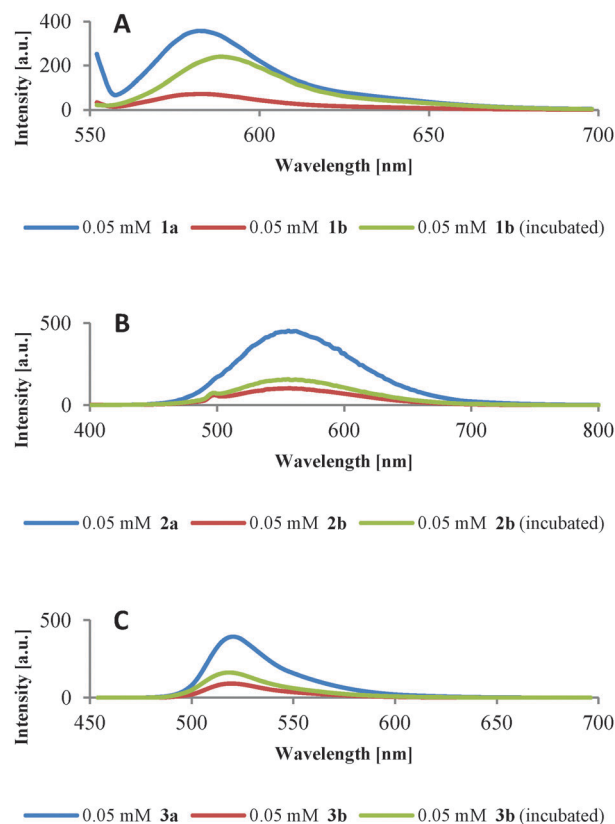 A
Intensity [a.u.]
400
200
0
550 600 650 700
Wavelength [nm]
0.05 mM 1a 0.05 mM 1b 0.05 mM 1b (incubated)
B
Intensity [a.u.]
500
0
400 500 600 700 800
Wavelength [nm]
0.05 mM 2a 0.05 mM 2b 0.05 mM 2b (incubated)
C
Intensity [a.u.]
500
0
450 500 550 600 650 700
Wavelength [nm]
0.05 mM 3a 0.05 mM 3b 0.05 mM 3b (incubated)